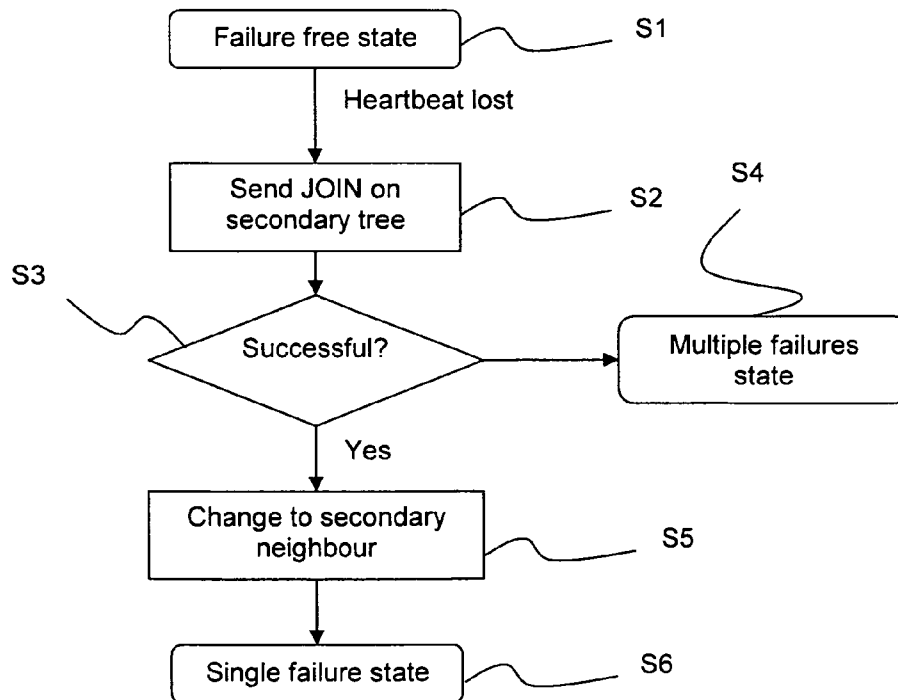 Failure free state
S1
Heartbeat lost
Send JOIN on
secondary tree
S2
S4
S3
Successful?
Multiple failures
state
Yes
Change to secondary
neighbour
S5
Single failure state
S6